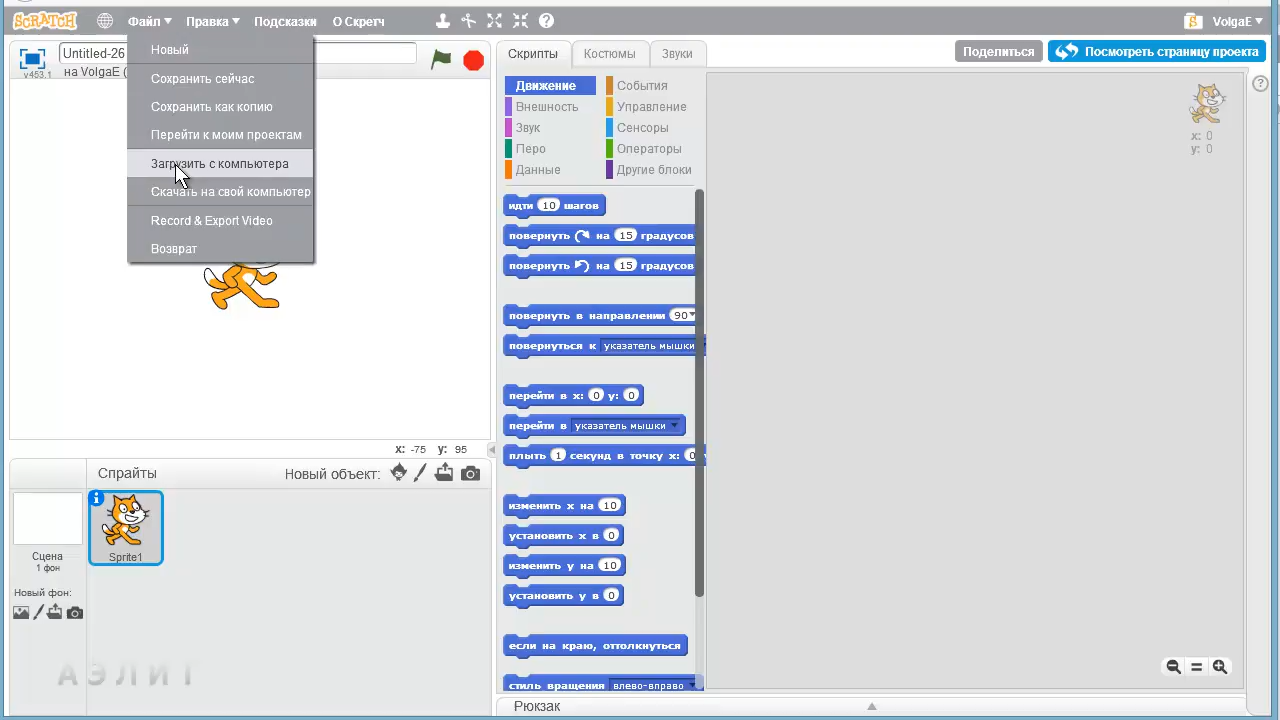 SCRATCH Файл Правка Подсказки О Скретч VolgaE
Untitled-26
v453.1 на VolgaE (
Новый
Сохранить сейчас
Сохранить как копию
Перейти к моим проектам
Загрузить с компьютера
Скачать на свой компьютер
Record & Export Video
Возврат
Скрипты Костюмы Звуки
Поделиться Посмотреть страницу проекта
Движение События
Внешность Управление
Звук Сенсоры
Перо Операторы
Данные Другие блоки
идти 10 шагов
повернуть на 15 градусов
повернуть на 15 градусов
повернуть в направлении 90
повернуться к указатель мышки
перейти в x: 0 y: 0
перейти в указатель мышки
плыть 1 секунд в точку x: 0
изменить x на 10
установить x в 0
изменить y на 10
установить y в 0
если на краю, оттолкнуться
стиль вращения влево-вправо
x: 0
y: 0
x: -75 y: 95
Спрайты Новый объект:
Sprite1
Сцена
1 фон
Новый фон:
АЭЛИТ
Рюкзак